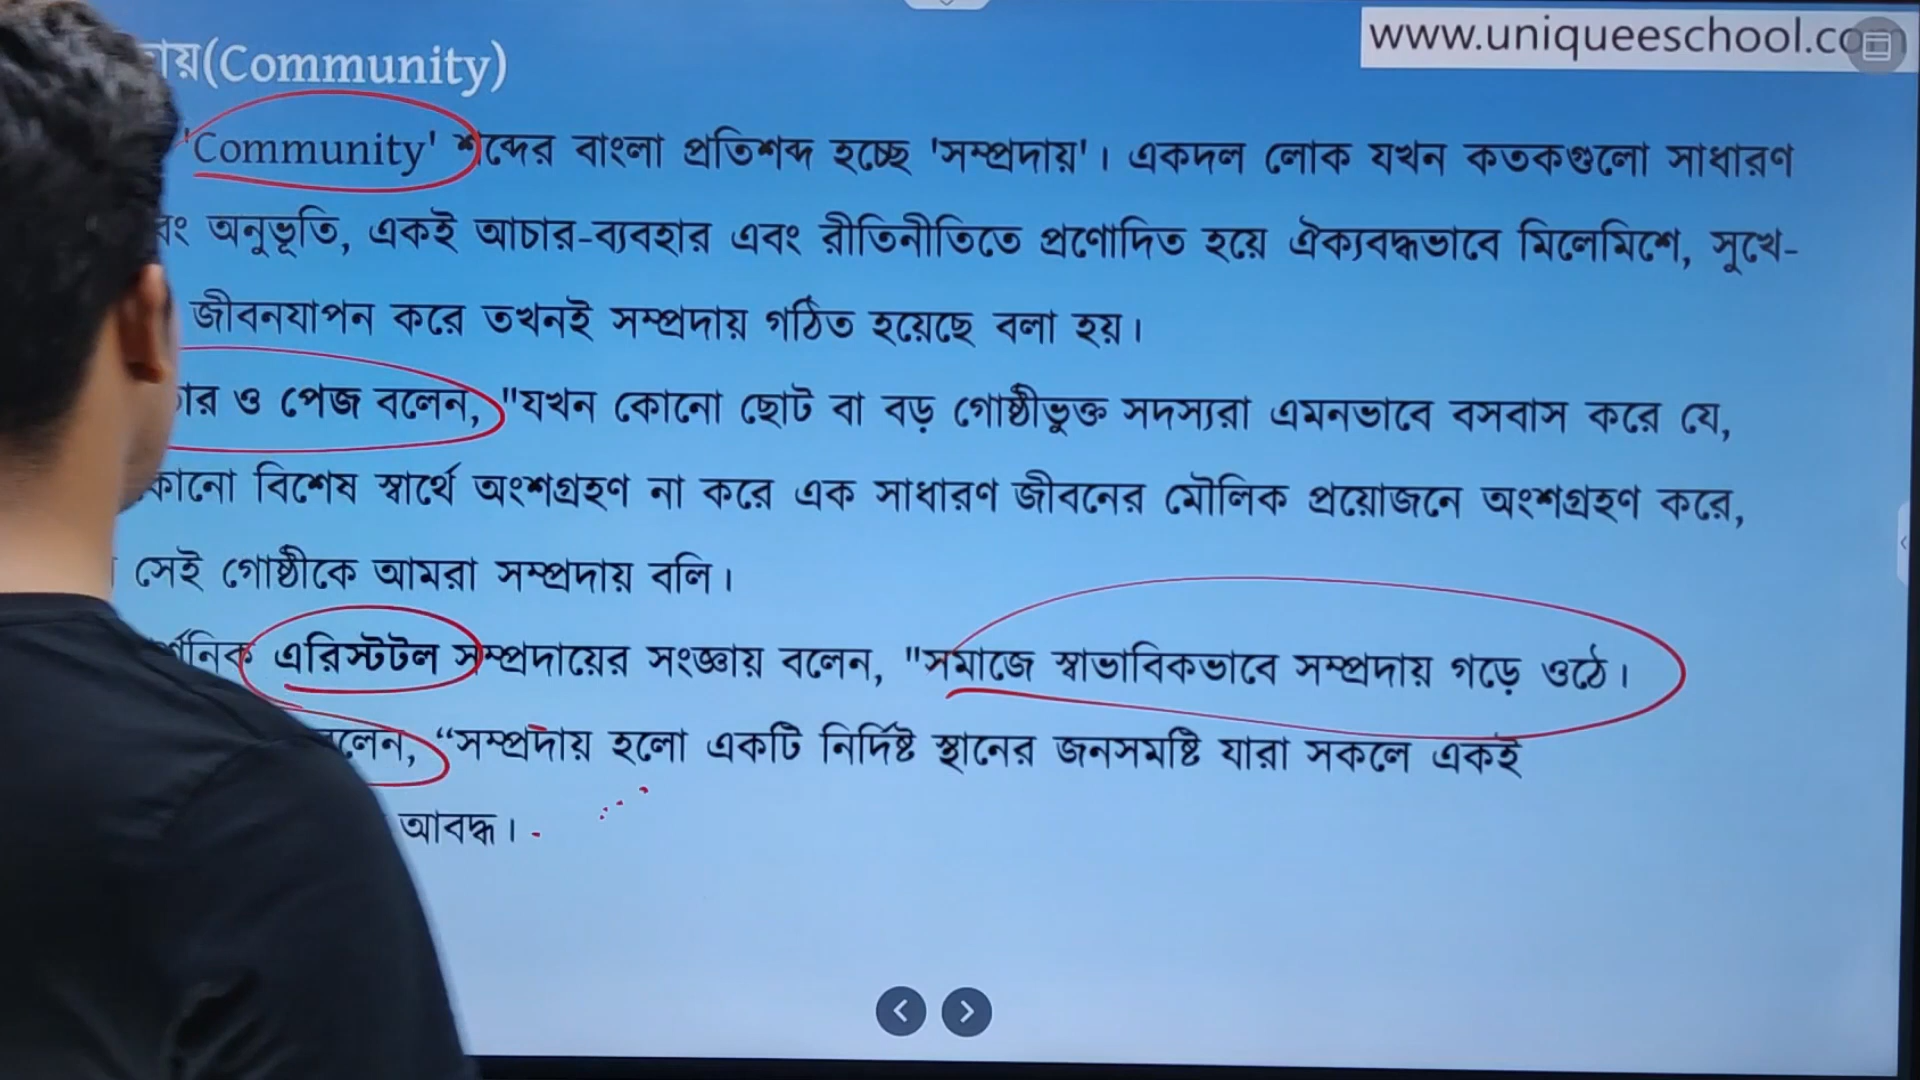 www.uniqueeschool.com
(Community)
'Community' শব্দের বাংলা প্রতিশব্দ হচ্ছে 'সম্প্রদায়'। একদল লোক যখন কতকগুলো সাধারণ
অনুভূতি, একই আচার-ব্যবহার এবং রীতিনীতিতে প্রণোদিত হয়ে ঐক্যবদ্ধভাবে মিলেমিশে, সুখে-
জীবনযাপন করে তখনই সম্প্রদায় গঠিত হয়েছে বলা হয়।
ও পেজ বলেন, "যখন কোনো ছোট বা বড় গোষ্ঠীভুক্ত সদস্যরা এমনভাবে বসবাস করে যে,
বিশেষ স্বার্থে অংশগ্রহণ না করে এক সাধারণ জীবনের মৌলিক প্রয়োজনে অংশগ্রহণ করে,
সেই গোষ্ঠীকে আমরা সম্প্রদায় বলি।
এরিস্টটল সম্প্রদায়ের সংজ্ঞায় বলেন, "সমাজে স্বাভাবিকভাবে সম্প্রদায় গড়ে ওঠে।
বলেন, “সম্প্রদায় হলো একটি নির্দিষ্ট স্থানের জনসমষ্টি যারা সকলে একই
আবদ্ধ।